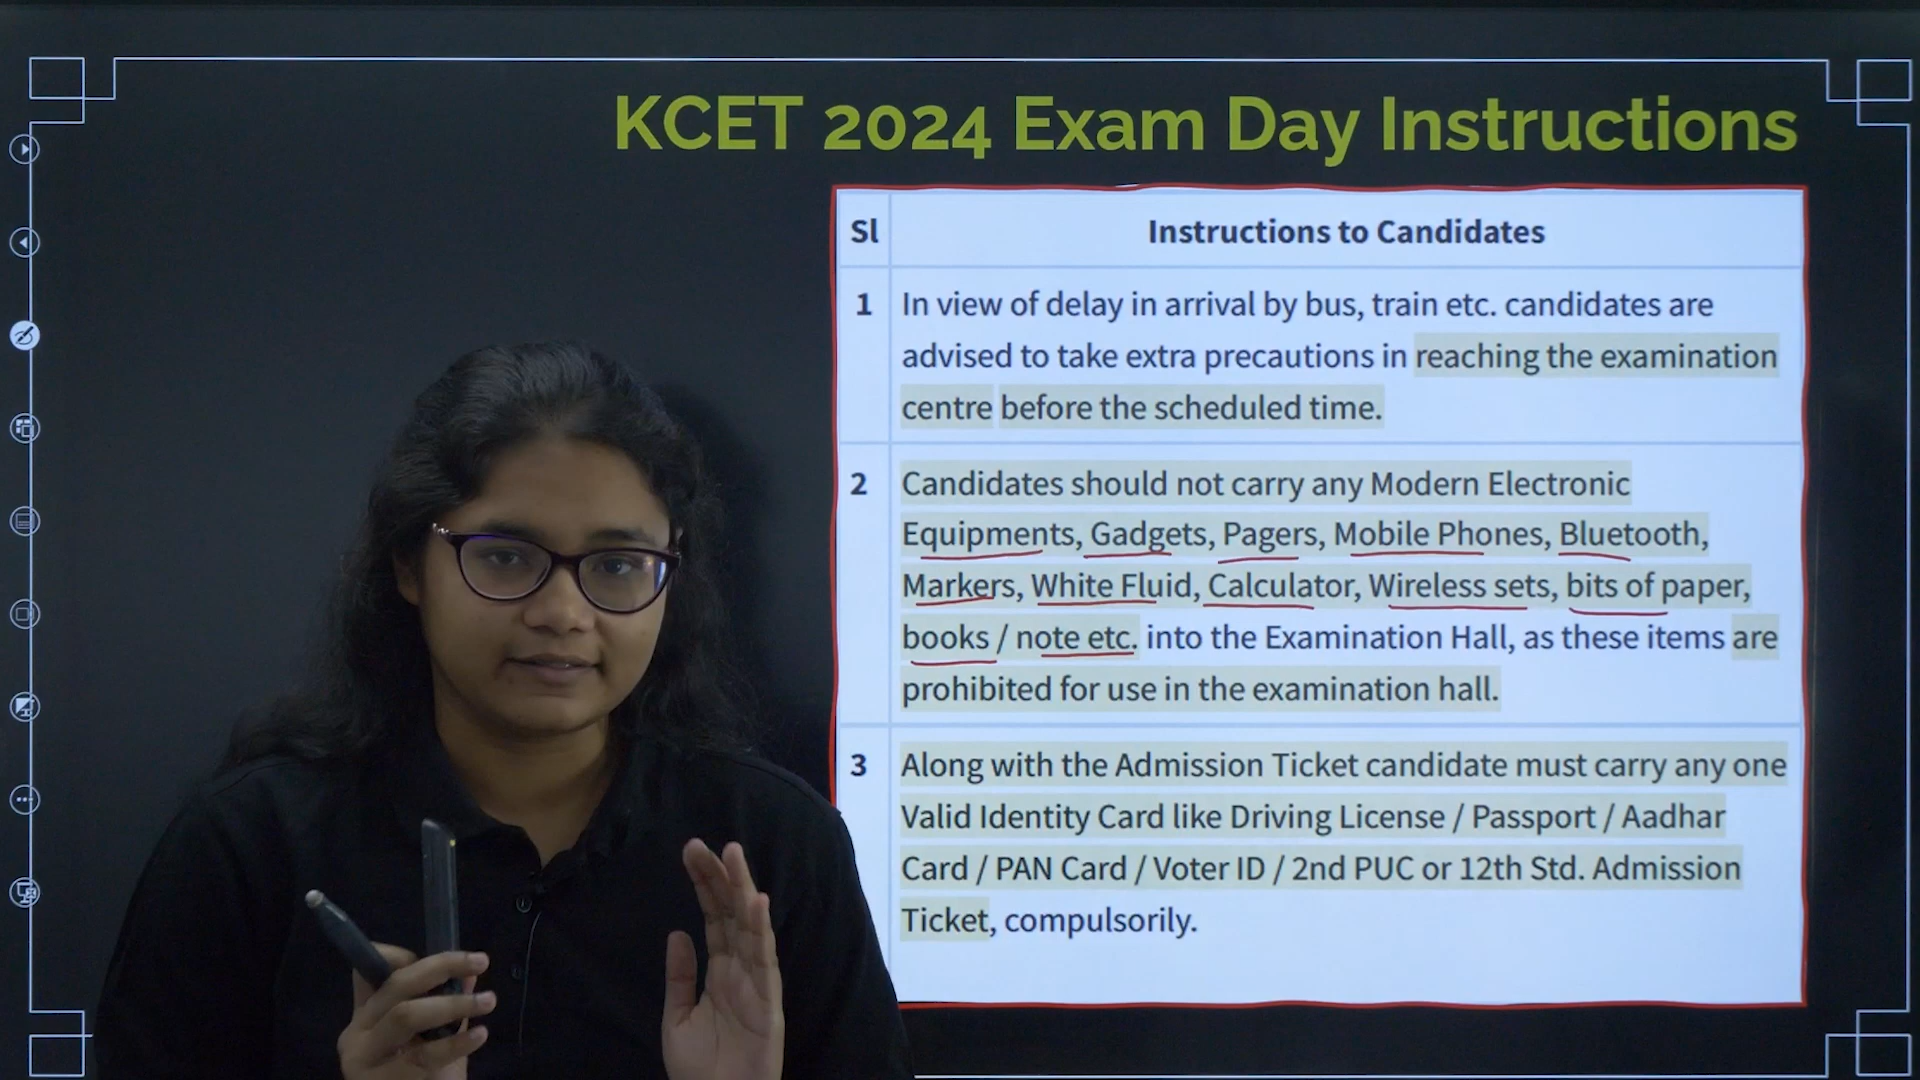 KCET 2024 Exam Day Instructions
Sl Instructions to Candidates
1 In view of delay in arrival by bus, train etc. candidates are
advised to take extra precautions in reaching the examination
centre before the scheduled time.
2 Candidates should not carry any Modern Electronic
Equipments, Gadgets, Pagers, Mobile Phones, Bluetooth,
Markers, White Fluid, Calculator, Wireless sets, bits of paper,
books / note etc. into the Examination Hall, as these items are
prohibited for use in the examination hall.
3 Along with the Admission Ticket candidate must carry any one
Valid Identity Card like Driving License / Passport / Aadhar
Card / PAN Card / Voter ID / 2nd PUC or 12th Std. Admission
Ticket, compulsorily.